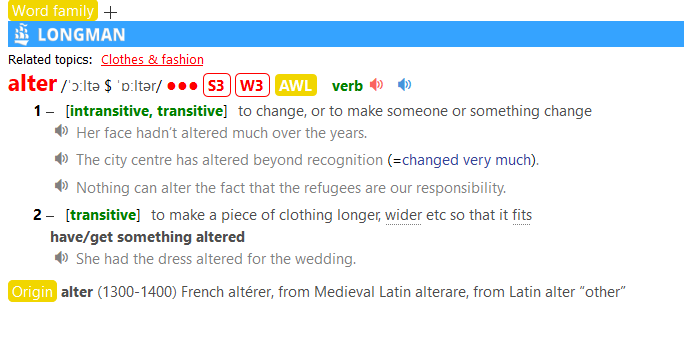 Word family +
LONGMAN
Related topics: Clothes & fashion
alter /ˈɔːltə $ ˈɒːltər/ ●●● S3 W3 AWL verb
1 – [intransitive, transitive] to change, or to make someone or something change
Her face hadn’t altered much over the years.
The city centre has altered beyond recognition (=changed very much).
Nothing can alter the fact that the refugees are our responsibility.
2 – [transitive] to make a piece of clothing longer, wider etc so that it fits
have/get something altered
She had the dress altered for the wedding.
Origin alter (1300-1400) French altérer, from Medieval Latin alterare, from Latin alter “other”